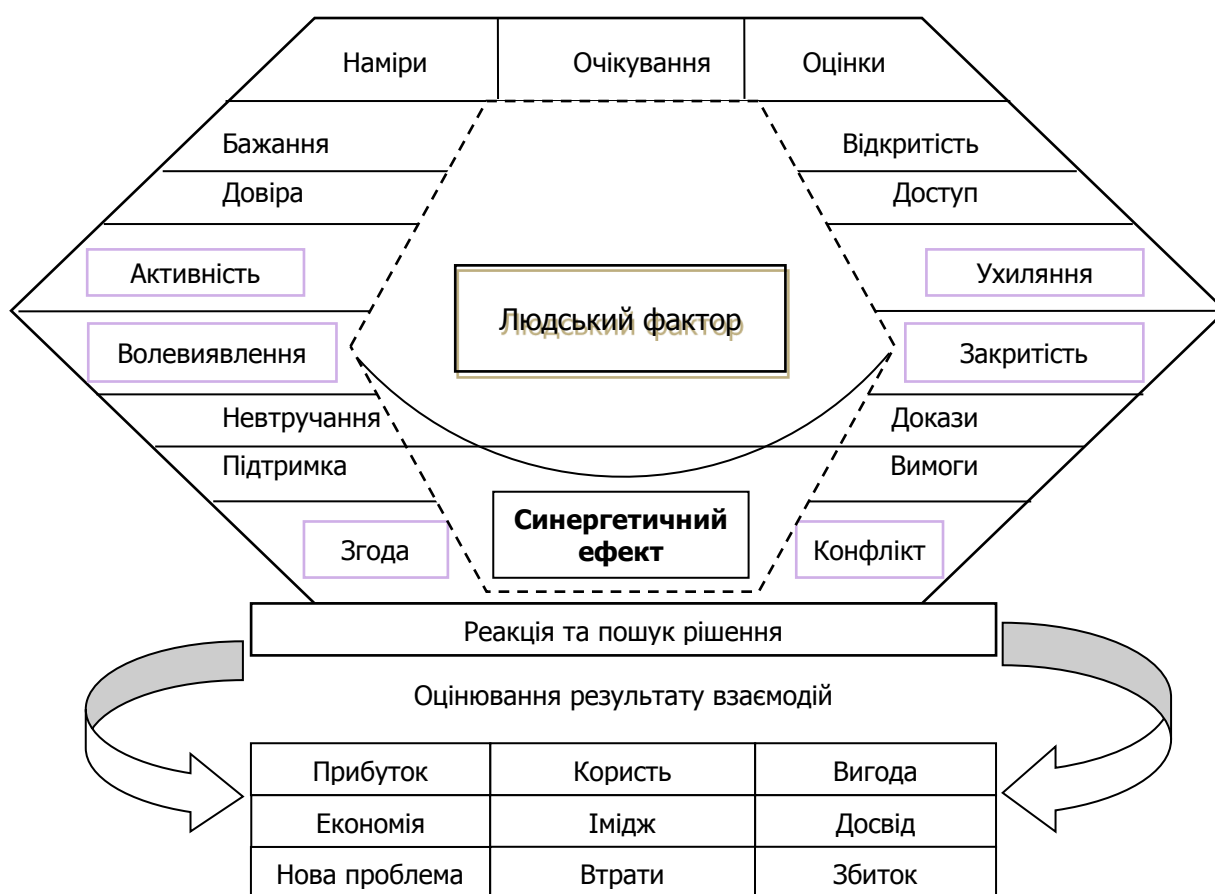 Наміри Очікування Оцінки
Бажання Відкритість
Довіра Доступ
Активність Ухиляння
Людський фактор
Волевиявлення Закритість
Невтручання Докази
Підтримка Вимоги
Синергетичний
ефект
Згода Конфлікт
Реакція та пошук рішення
Оцінювання результату взаємодій
Прибуток Користь Вигода
Економія Імідж Досвід
Нова проблема Втрати Збиток